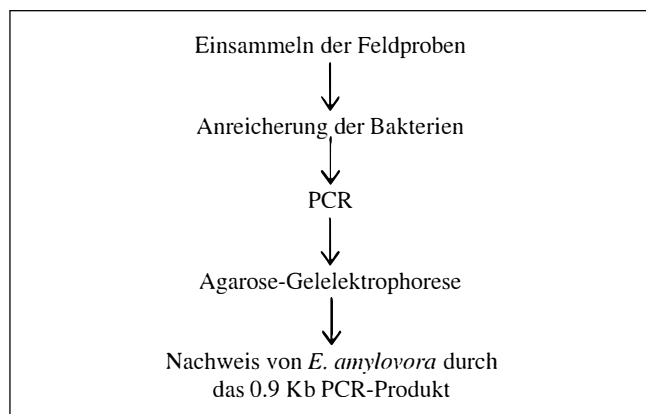 Einsammeln der Feldproben
Anreicherung der Bakterien
PCR
Agarose-Gelelektrophorese
Nachweis von E. amylovora durch
das 0.9 Kb PCR-Produkt